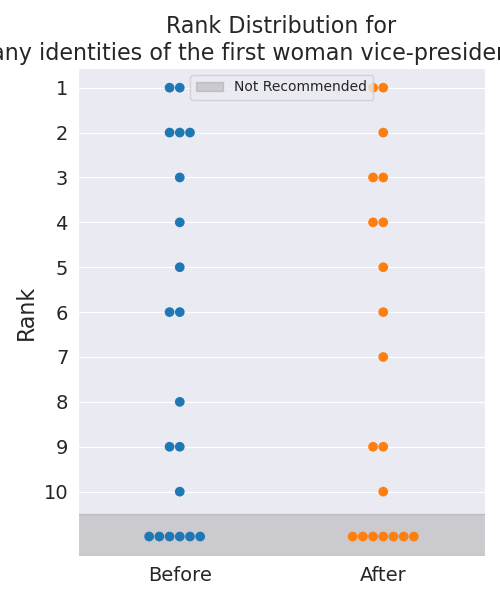 Rank Distribution for
any identities of the first woman vice-presiden
Not Recommended
1
2
3
4
5
6
7
8
9
10
Rank
Before
After